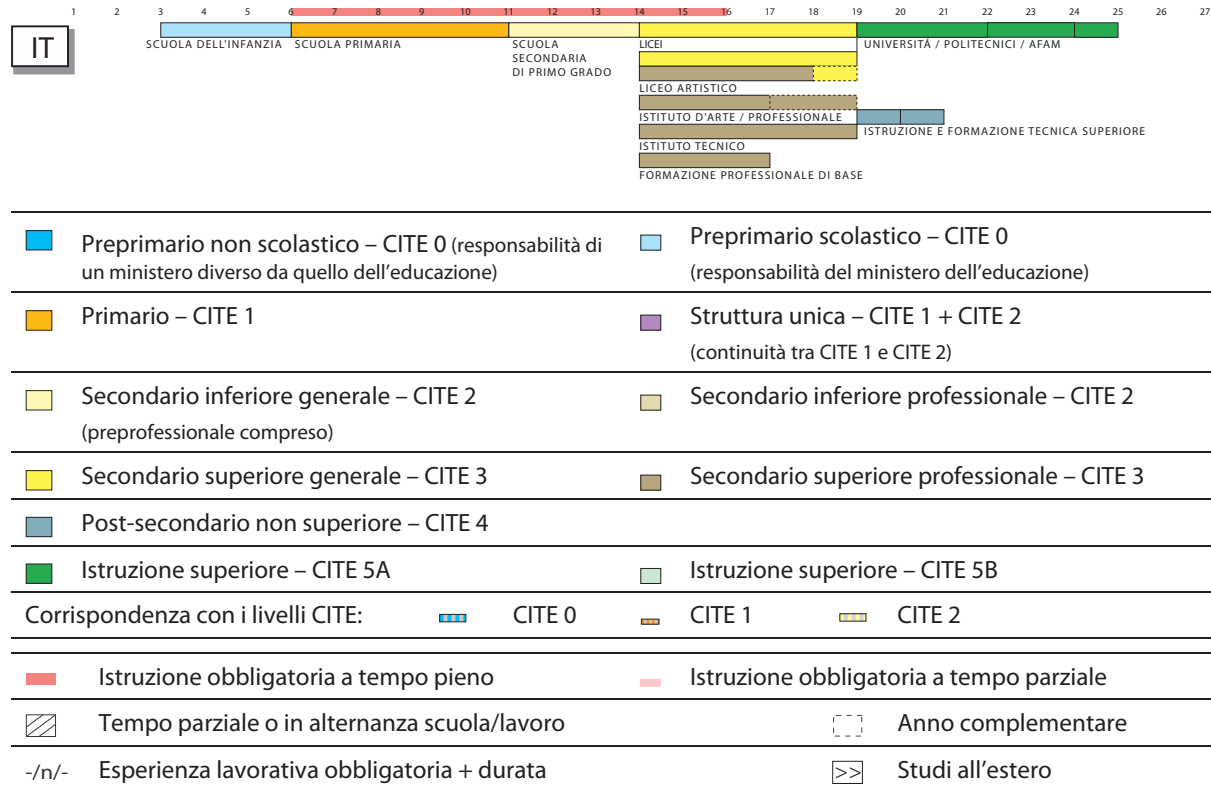 1 2 3 4 5 6 7 8 9 10 11 12 13 14 15 16 17 18 19 20 21 22 23 24 25 26 27
IT
SCUOLA DELL'INFANZIA SCUOLA PRIMARIA SCUOLA LICEI UNIVERSITÁ / POLITECNICI / AFAM
SECONDARIA
DI PRIMO GRADO
LICEO ARTISTICO
ISTITUTO D'ARTE / PROFESSIONALE
ISTRUZIONE E FORMAZIONE TECNICA SUPERIORE
ISTITUTO TECNICO
FORMAZIONE PROFESSIONALE DI BASE
Preprimario non scolastico – CITE 0 (responsabilità di
un ministero diverso da quello dell'educazione)
Preprimario scolastico – CITE 0
(responsabilità del ministero dell'educazione)
Primario – CITE 1
Struttura unica – CITE 1 + CITE 2
(continuità tra CITE 1 e CITE 2)
Secondario inferiore generale – CITE 2
(preprofessionale compreso)
Secondario inferiore professionale – CITE 2
Secondario superiore generale – CITE 3
Secondario superiore professionale – CITE 3
Post-secondario non superiore – CITE 4
Istruzione superiore – CITE 5A
Istruzione superiore – CITE 5B
Corrispondenza con i livelli CITE: CITE 0 CITE 1 CITE 2
Istruzione obbligatoria a tempo pieno
Istruzione obbligatoria a tempo parziale
Tempo parziale o in alternanza scuola/lavoro
Anno complementare
-/n/- Esperienza lavorativa obbligatoria + durata
>> Studi all'estero